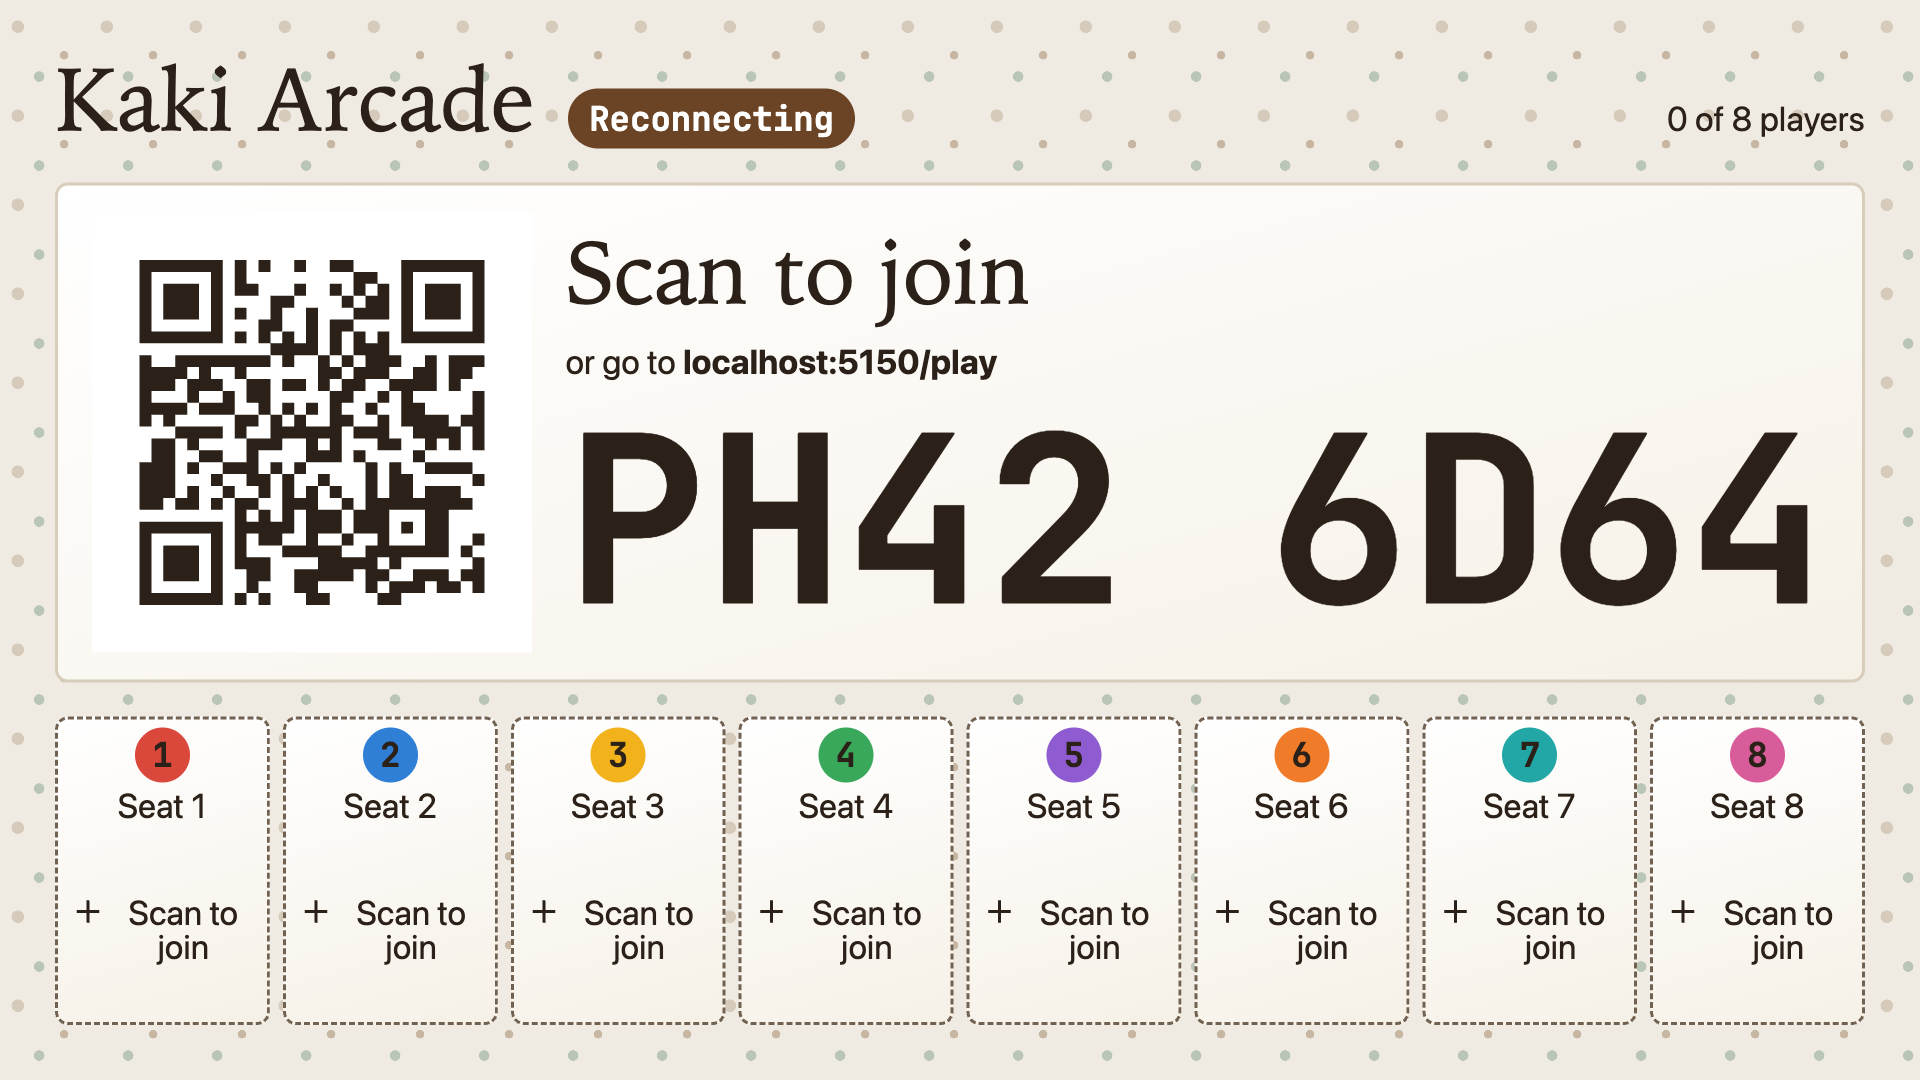 Kaki Arcade
Reconnecting
0 of 8 players
Scan to join
or go to localhost:5150/play
PH42 6D64
1
Seat 1
+ Scan to
join
2
Seat 2
+ Scan to
join
3
Seat 3
+ Scan to
join
4
Seat 4
+ Scan to
join
5
Seat 5
+ Scan to
join
6
Seat 6
+ Scan to
join
7
Seat 7
+ Scan to
join
8
Seat 8
+ Scan to
join